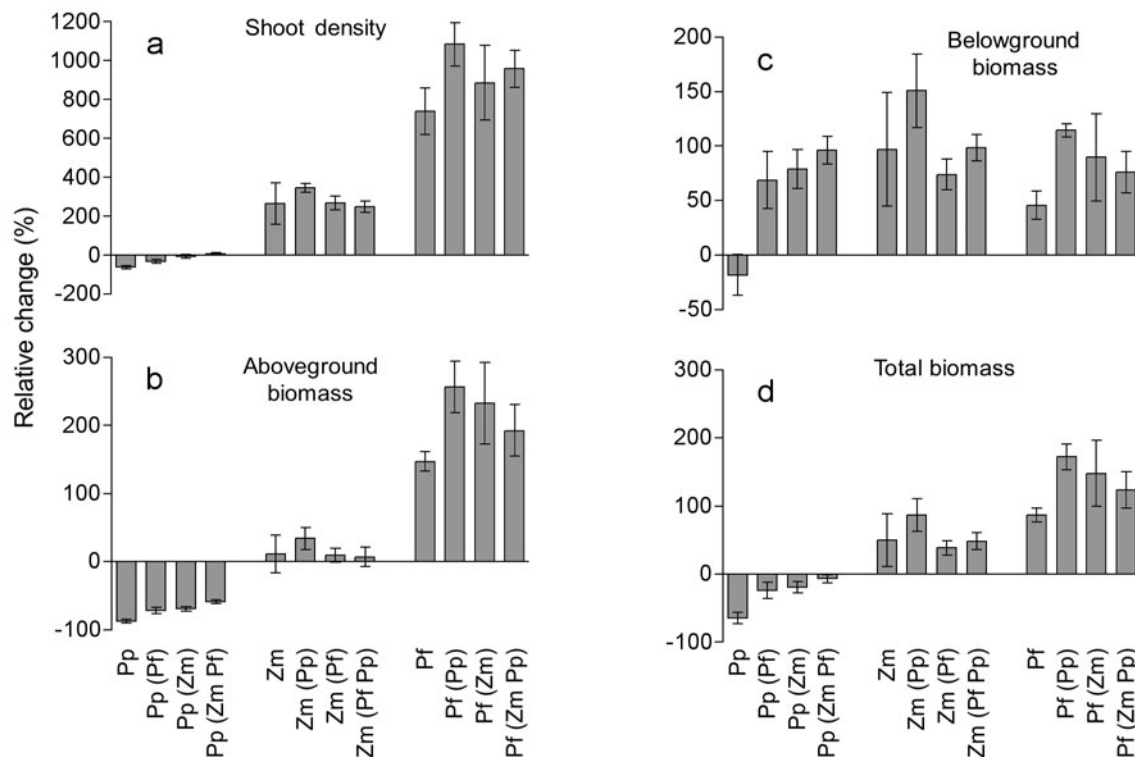 a
Shoot density
1200
1000
800
600
400
200
0
-200
b
Aboveground
biomass
300
200
100
0
-100
Relative change (%)
Pp
Pp (Pf)
Pp (Zm)
Pp (Zm Pf)
Zm
Zm (Pp)
Zm (Pf)
Zm (Pf Pp)
Pf
Pf (Pp)
Pf (Zm)
Pf (Zm Pp)
c
Belowground
biomass
200
150
100
50
0
-50
d
Total biomass
300
200
100
0
-100
Pp
Pp (Pf)
Pp (Zm)
Pp (Zm Pf)
Zm
Zm (Pp)
Zm (Pf)
Zm (Pf Pp)
Pf
Pf (Pp)
Pf (Zm)
Pf (Zm Pp)